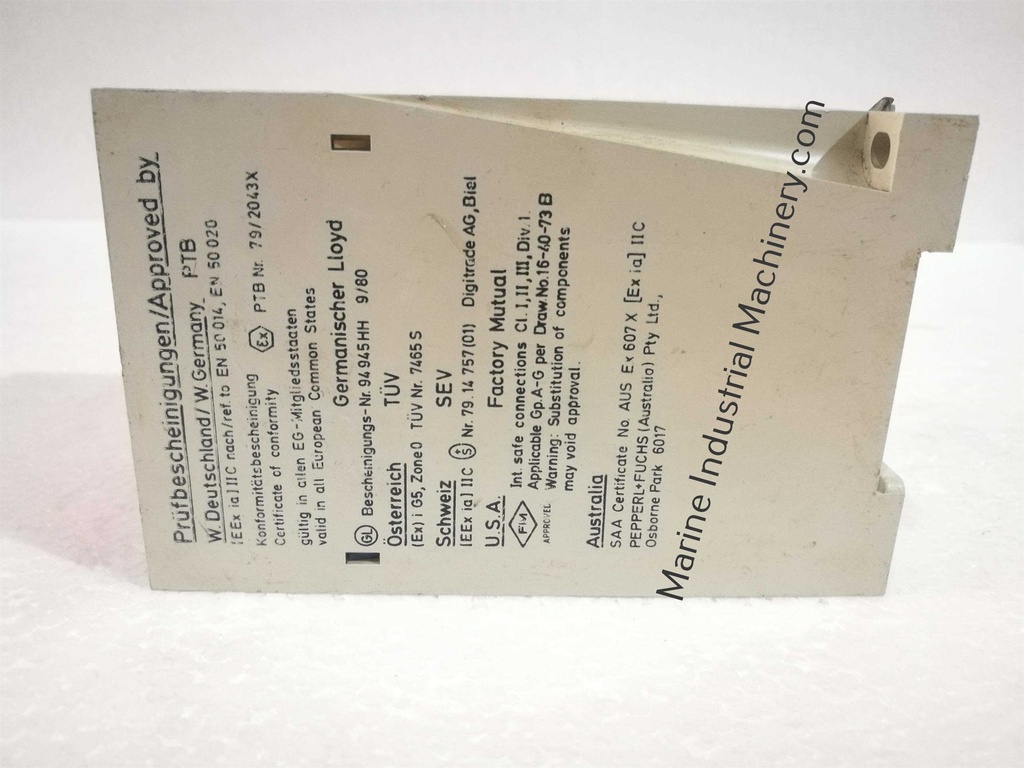 Prüfbescheinigungen/Approved by
W. Deutschland/W. Germany PTB
[EEx ia] IIC nach/ref. to EN 50 014, EN 50 020
Konformitätsbescheinigung Ex PTB Nr. 79/2043X
Certificate of conformity
gültig in allen EG-Mitgliedsstaaten
valid in all European Common States
Germanischer Lloyd
GL Bescheinigungs-Nr. 94 945 HH 9/80
Österreich TÜV
(Ex) i G5, Zone 0 TÜV Nr. 7465 S
Schweiz SEV
[EEx ia] IIC S Nr. 79.14 757(01) Digitrade AG, Biel
U.S.A. Factory Mutual
FM APPROVED
Int. safe connections Cl. I, II, III, Div. 1.
Applicable Gp. A-G per Draw. No. 16-40-73 B
Warning: Substitution of components
may void approval.
Australia
SAA Certificate No. AUS Ex 607 X [Ex ia] IIC
PEPPERL+FUCHS (Australia) Pty Ltd.,
Osborne Park 6017
Marine Industrial Machinery.com